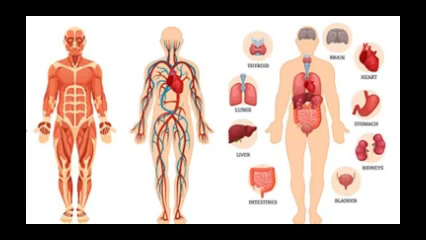 THYROID
BRAIN
HEART
LUNGS
STOMACH
LIVER
KIDNEYS
INTESTINES
BLADDER